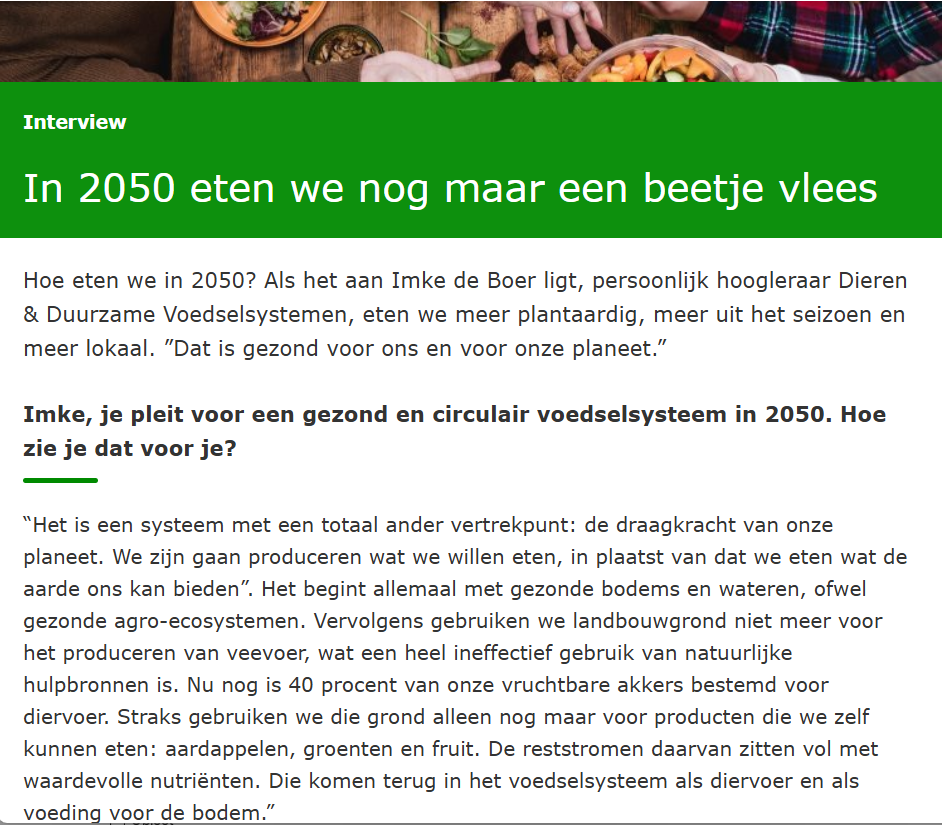 Interview
In 2050 eten we nog maar een beetje vlees
Hoe eten we in 2050? Als het aan Imke de Boer ligt, persoonlijk hoogleraar Dieren
& Duurzame Voedselsystemen, eten we meer plantaardig, meer uit het seizoen en
meer lokaal. ”Dat is gezond voor ons en voor onze planeet.”
Imke, je pleit voor een gezond en circulair voedselsysteem in 2050. Hoe
zie je dat voor je?
“Het is een systeem met een totaal ander vertrekpunt: de draagkracht van onze
planeet. We zijn gaan produceren wat we willen eten, in plaatst van dat we eten wat de
aarde ons kan bieden”. Het begint allemaal met gezonde bodems en wateren, ofwel
gezonde agro-ecosystemen. Vervolgens gebruiken we landbouwgrond niet meer voor
het produceren van veevoer, wat een heel ineffectief gebruik van natuurlijke
hulpbronnen is. Nu nog is 40 procent van onze vruchtbare akkers bestemd voor
diervoer. Straks gebruiken we die grond alleen nog maar voor producten die we zelf
kunnen eten: aardappelen, groenten en fruit. De reststromen daarvan zitten vol met
waardevolle nutriënten. Die komen terug in het voedselsysteem als diervoer en als
voeding voor de bodem.”